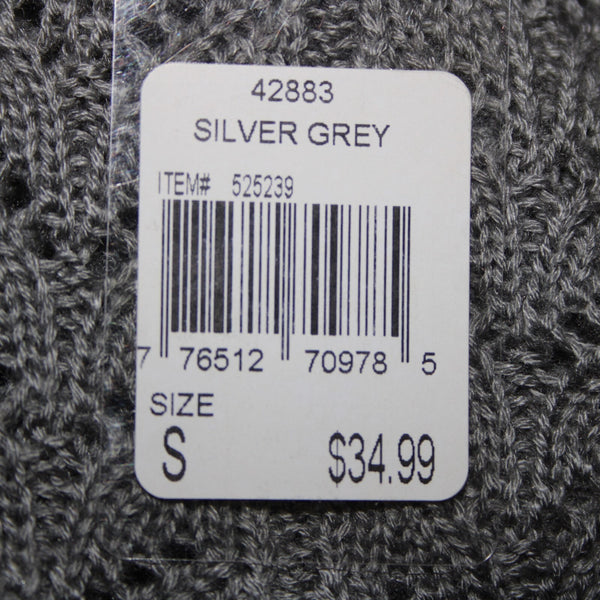 42883
SILVER GREY
ITEM# 525239
7 76512 70978 5
SIZE
S $34.99